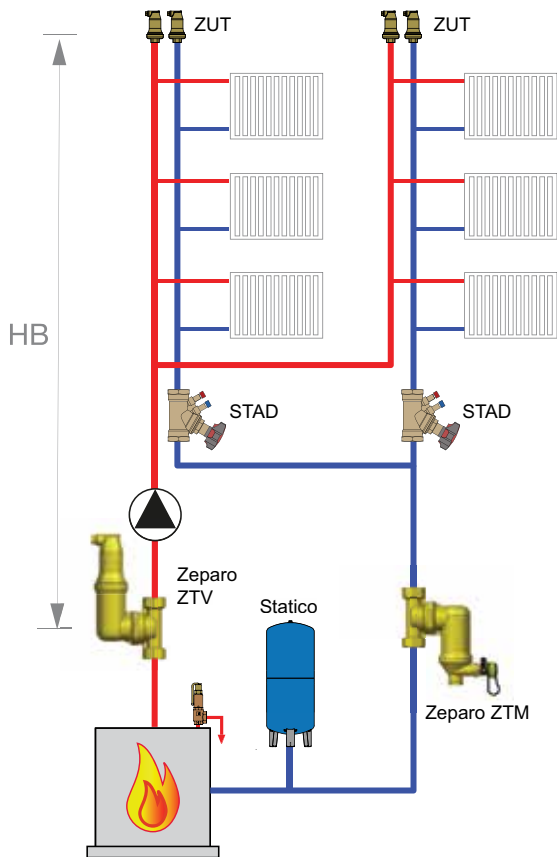 ZUT
ZUT
HB
STAD
STAD
Zeparo
ZTV
Statico
Zeparo ZTM